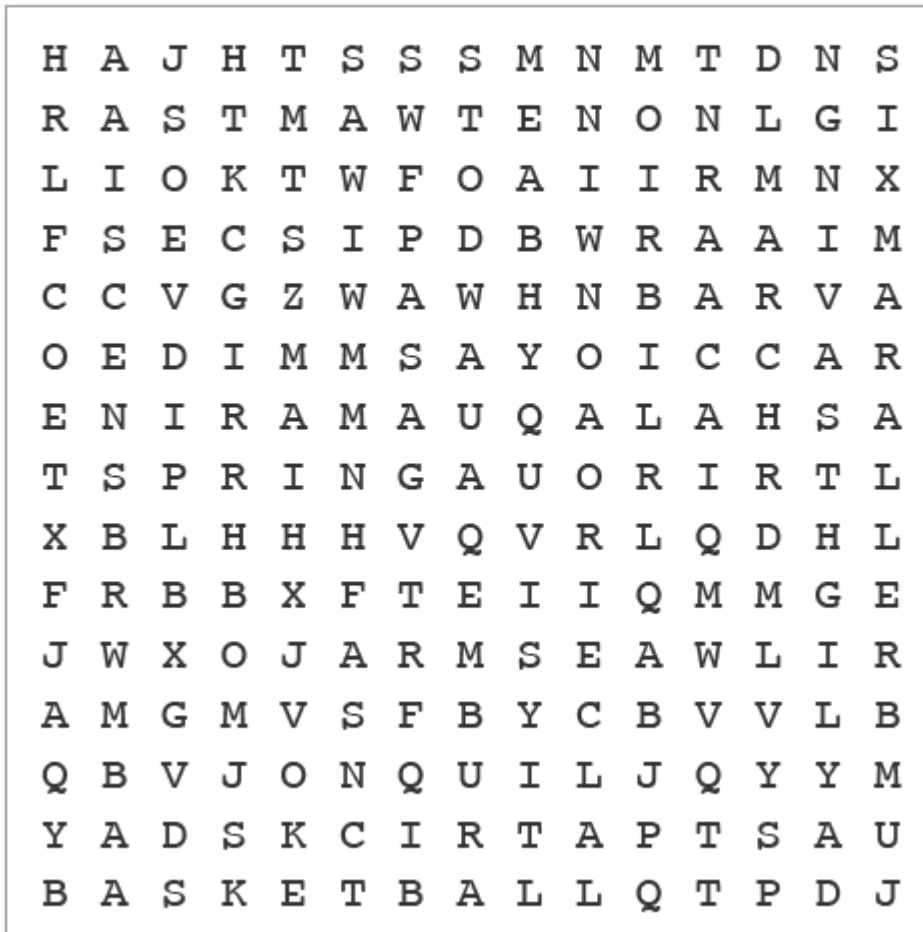 H A J H T S S S M N M T D N S
R A S T M A W T E N O N L G I
L I O K T W F O A I I R M N X
F S E C S I P D B W R A A I M
C C V G Z W A W H N B A R V A
O E D I M M S A Y O I C C A R
E N I R A M A U Q A L A H S A
T S P R I N G A U O R I R T L
X B L H H H V Q V R L Q D H L
F R B B X F T E I I Q M M G E
J W X O J A R M S E A W L I R
A M G M V S F B Y C B V V L B
Q B V J O N Q U I L J Q Y Y M
Y A D S K C I R T A P T S A U
B A S K E T B A L L Q T P D J